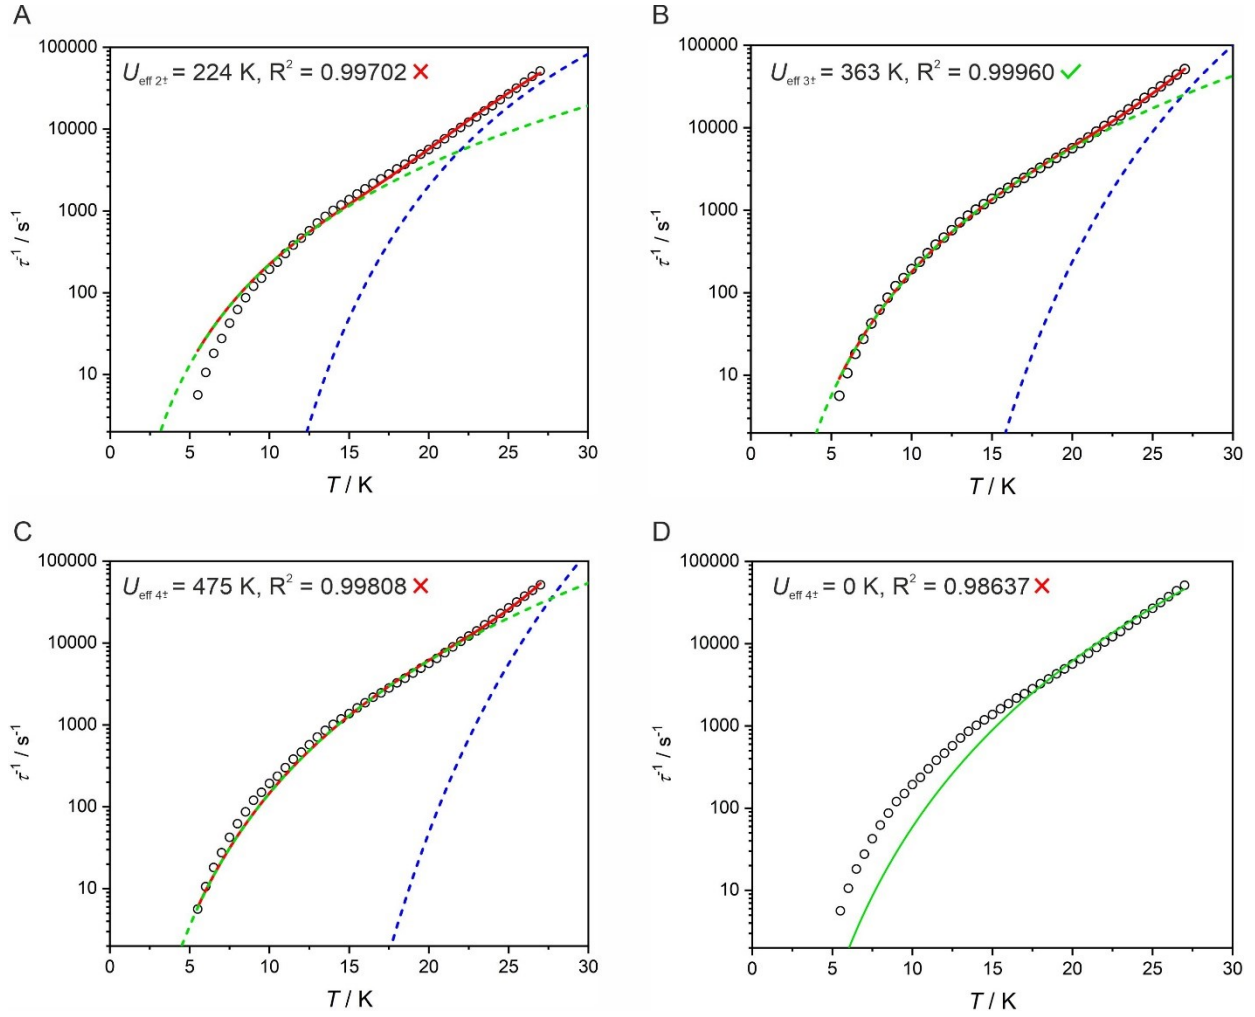 A
U eff 2± = 224 K, R² = 0.99702 ✗
100000
10000
1000
100
10
τ⁻¹ / s⁻¹
0 5 10 15 20 25 30
T / K
B
U eff 3± = 363 K, R² = 0.99960 ✓
100000
10000
1000
100
10
τ⁻¹ / s⁻¹
0 5 10 15 20 25 30
T / K
C
U eff 4± = 475 K, R² = 0.99808 ✗
100000
10000
1000
100
10
τ⁻¹ / s⁻¹
0 5 10 15 20 25 30
T / K
D
U eff 4± = 0 K, R² = 0.98637 ✗
100000
10000
1000
100
10
τ⁻¹ / s⁻¹
0 5 10 15 20 25 30
T / K